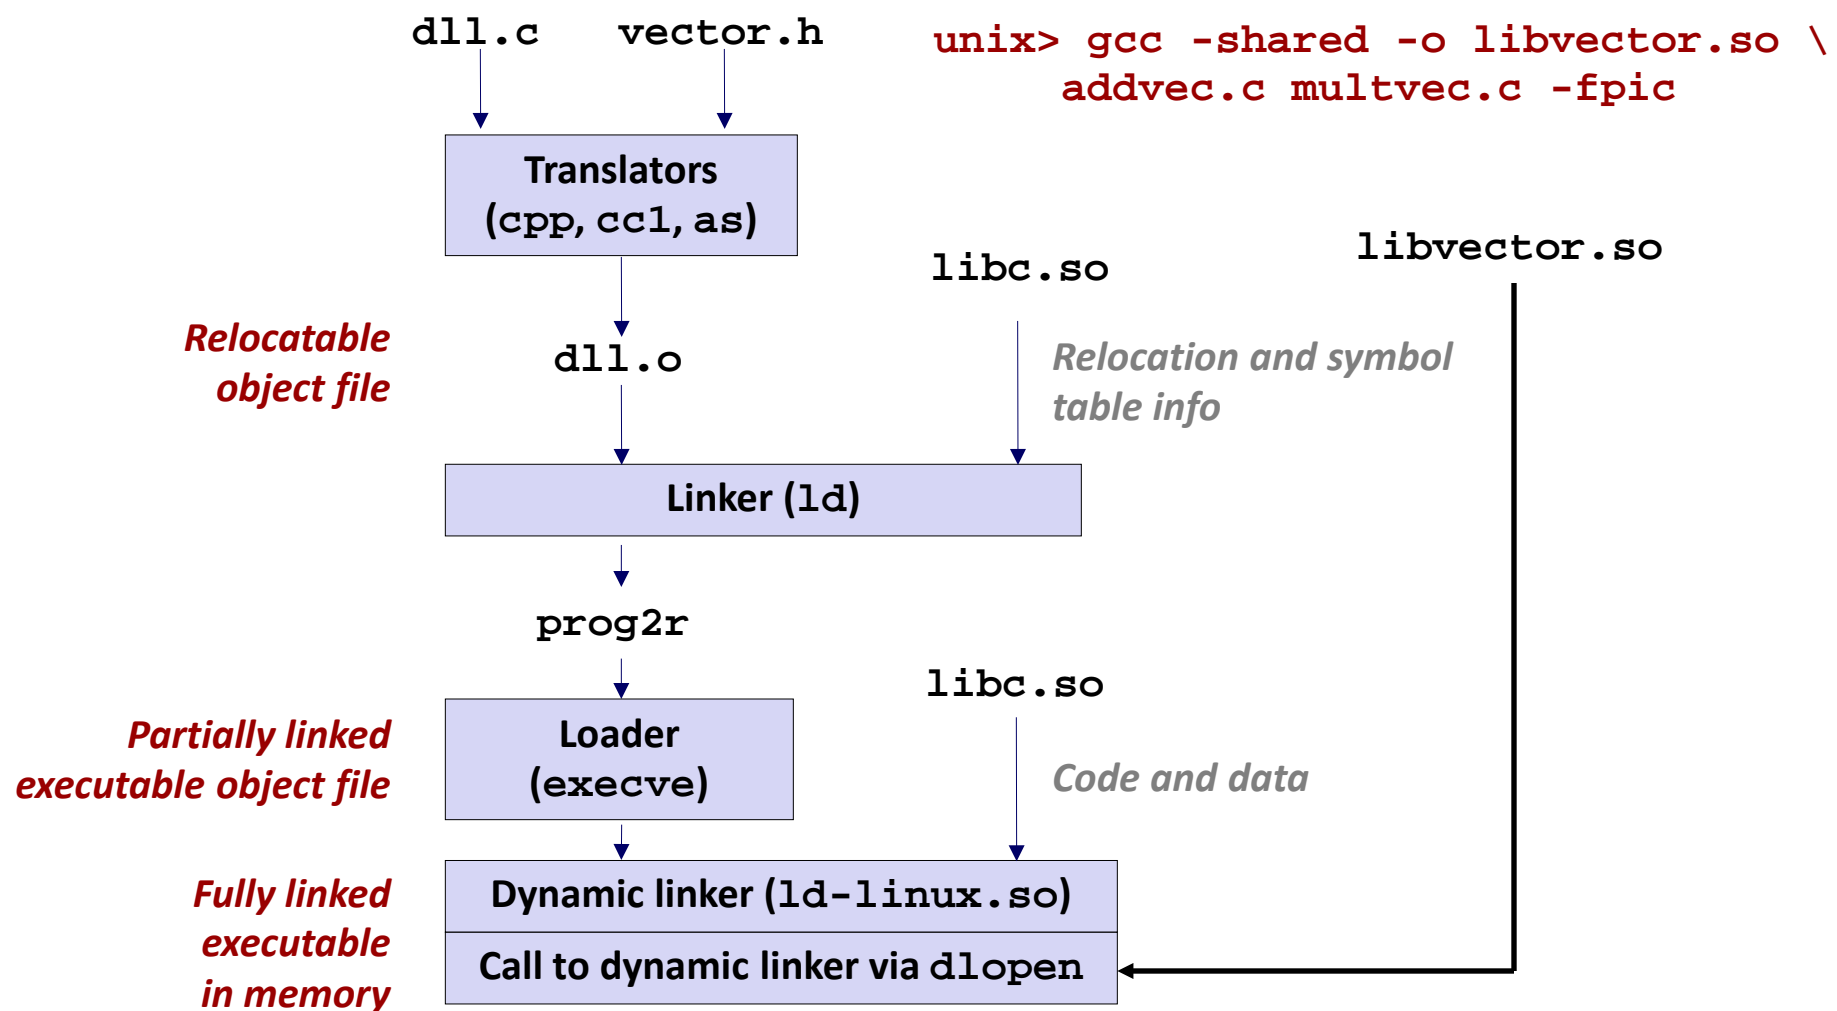 dll.c vector.h
unix> gcc -shared -o libvector.so \
addvec.c multvec.c -fpic
Translators
(cpp, cc1, as)
libc.so
libvector.so
Relocatable
object file
dll.o
Relocation and symbol
table info
Linker (ld)
prog2r
libc.so
Partially linked
executable object file
Loader
(execve)
Code and data
Fully linked
executable
in memory
Dynamic linker (ld-linux.so)
Call to dynamic linker via dlopen